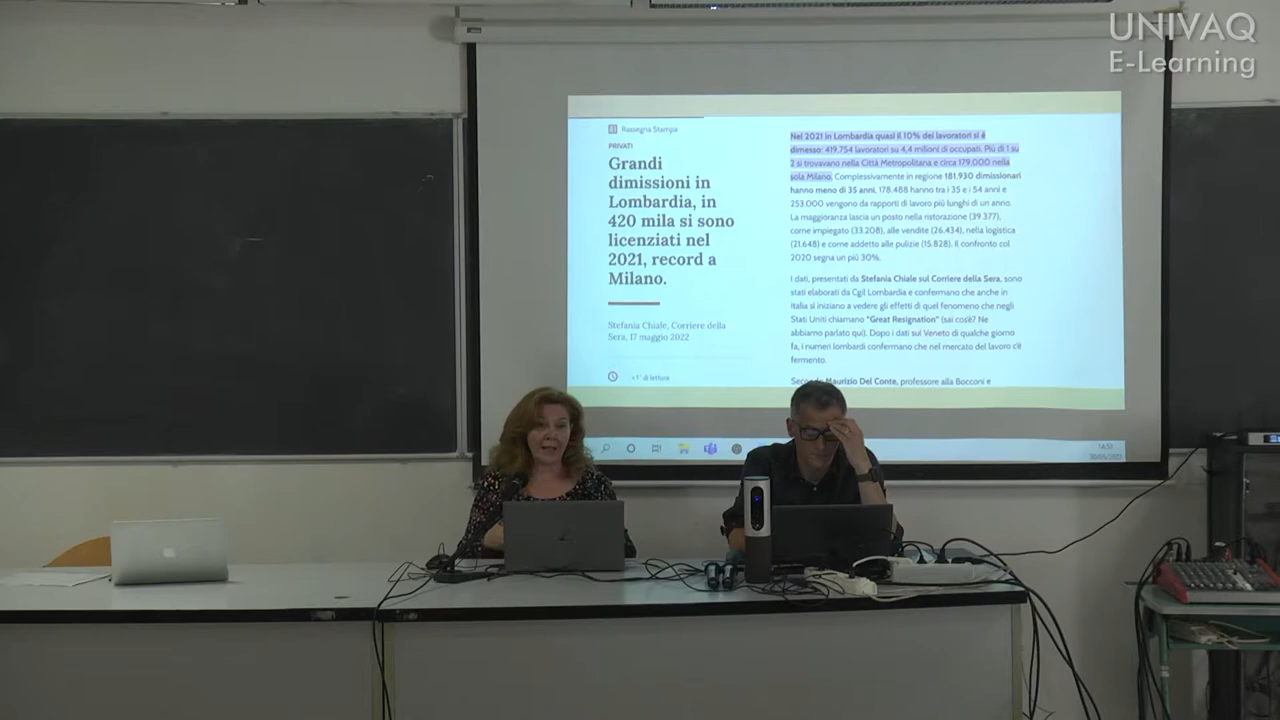 UNIVAQ
E-Learning
Rassegna Stampa
PRIVATI
Grandi
dimissioni in
Lombardia, in
420 mila si sono
licenziati nel
2021, record a
Milano.
Stefania Chiale, Corriere della
Sera, 17 maggio 2022
<1' di lettura
Nel 2021 in Lombardia quasi il 10% dei lavoratori si è
dimesso: 419.754 lavoratori su 4,4 milioni di occupati. Più di 1 su
2 si trovavano nella Città Metropolitana e circa 179.000 nella
sola Milano. Complessivamente in regione 181.930 dimissionari
hanno meno di 35 anni, 178.488 hanno tra i 35 e i 54 anni e
253.000 vengono da rapporti di lavoro più lunghi di un anno.
La maggioranza lascia un posto nella ristorazione (39.377),
come impiegato (33.208), alle vendite (26.434), nella logistica
(21.648) e come addetto alle pulizie (15.828). Il confronto col
2020 segna un più 30%.
I dati, presentati da Stefania Chiale sul Corriere della Sera, sono
stati elaborati da Cgil Lombardia e confermano che anche in
Italia si iniziano a vedere gli effetti di quel fenomeno che negli
Stati Uniti chiamano "Great Resignation" (sai cos'è? Ne
abbiamo parlato qui). Dopo i dati sul Veneto di qualche giorno
fa, i numeri lombardi confermano che nel mercato del lavoro c'è
fermento.
Maurizio Del Conte, professore alla Bocconi e